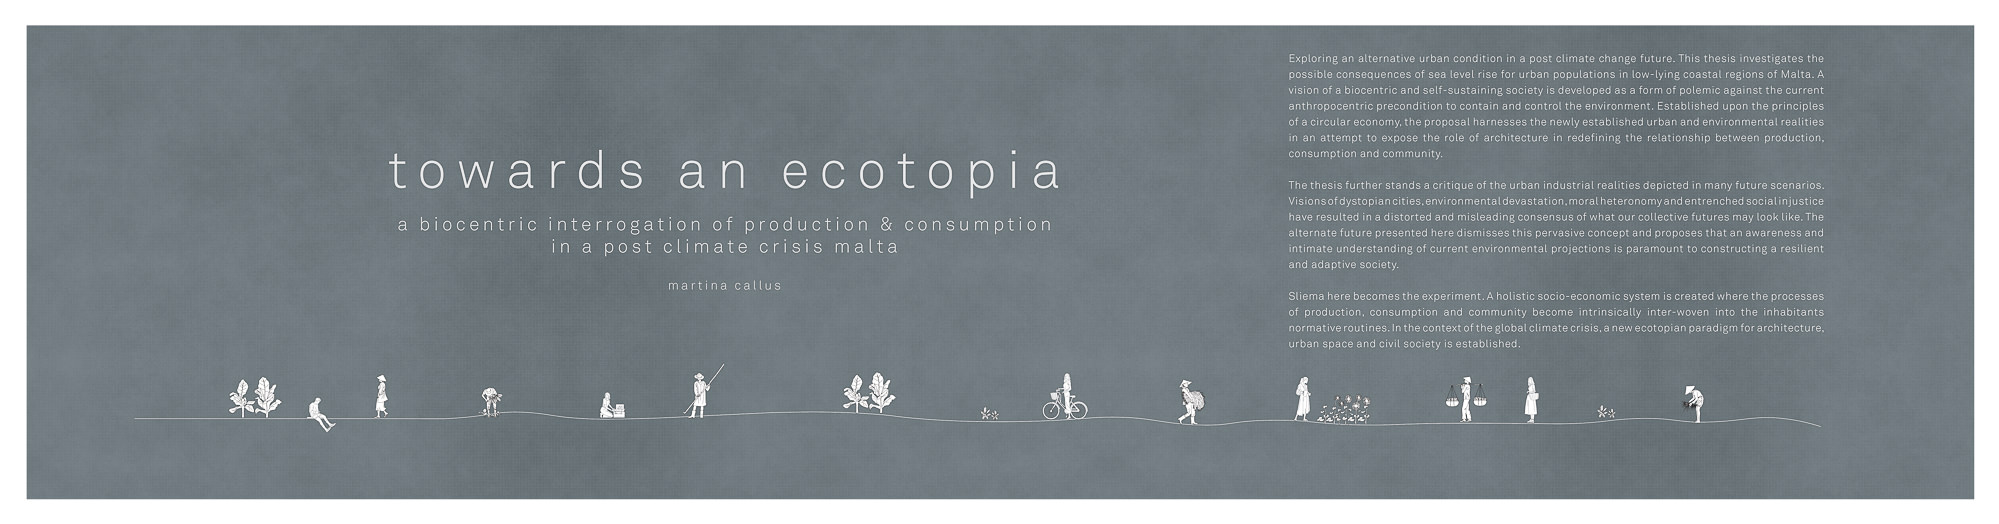 towards an ecotopia
a biocentric interrogation of production & consumption
in a post climate crisis malta
martina callus
Exploring an alternative urban condition in a post climate change future. This thesis investigates the
possible consequences of sea level rise for urban populations in low-lying coastal regions of Malta. A
vision of a biocentric and self-sustaining society is developed as a form of polemic against the current
anthropocentric precondition to contain and control the environment. Established upon the principles
of a circular economy, the proposal harnesses the newly established urban and environmental realities
in an attempt to expose the role of architecture in redefining the relationship between production,
consumption and community.
The thesis further stands a critique of the urban industrial realities depicted in many future scenarios.
Visions of dystopian cities, environmental devastation, moral heteronomy and entrenched social injustice
have resulted in a distorted and misleading consensus of what our collective futures may look like. The
alternate future presented here dismisses this pervasive concept and proposes that an awareness and
intimate understanding of current environmental projections is paramount to constructing a resilient
and adaptive society.
Sliema here becomes the experiment. A holistic socio-economic system is created where the processes
of production, consumption and community become intrinsically inter-woven into the inhabitants
normative routines. In the context of the global climate crisis, a new ecotopian paradigm for architecture,
urban space and civil society is established.